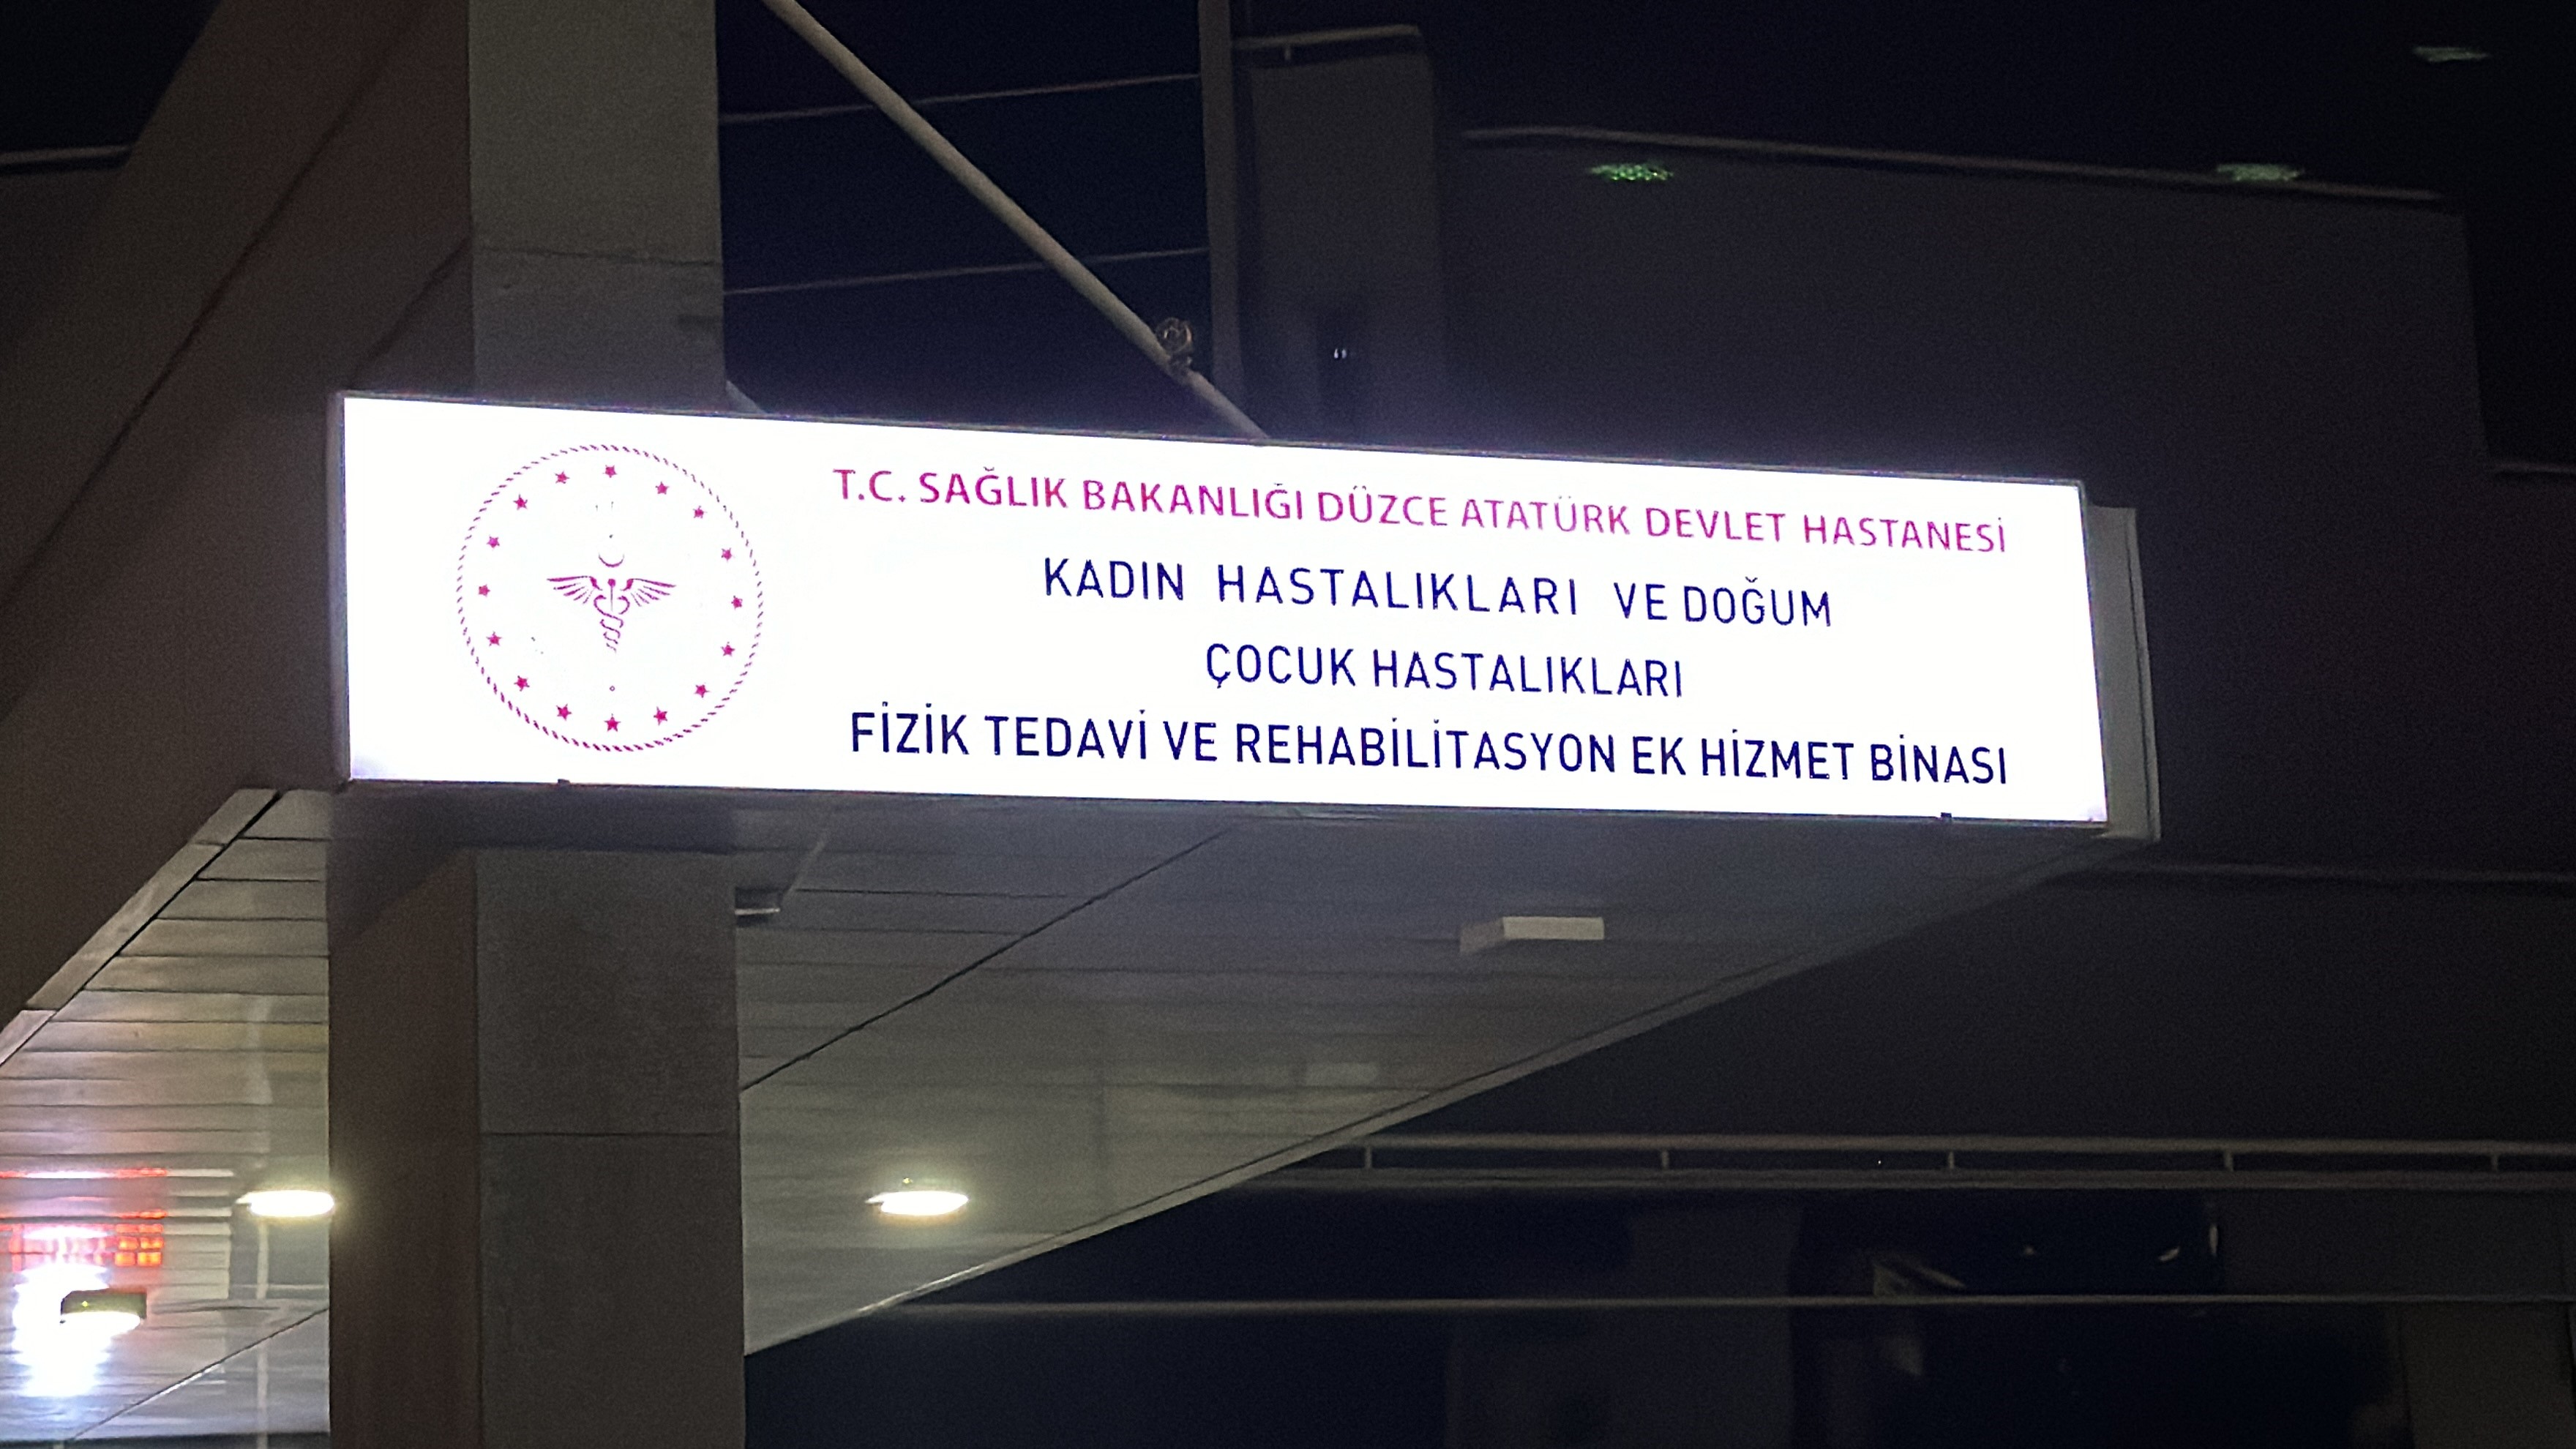 T.C. SAĞLIK BAKANLIĞI DÜZCE ATATÜRK DEVLET HASTANESİ
KADIN HASTALIKLARI VE DOĞUM
ÇOCUK HASTALIKLARI
FİZİK TEDAVİ VE REHABİLİTASYON EK HİZMET BİNASI